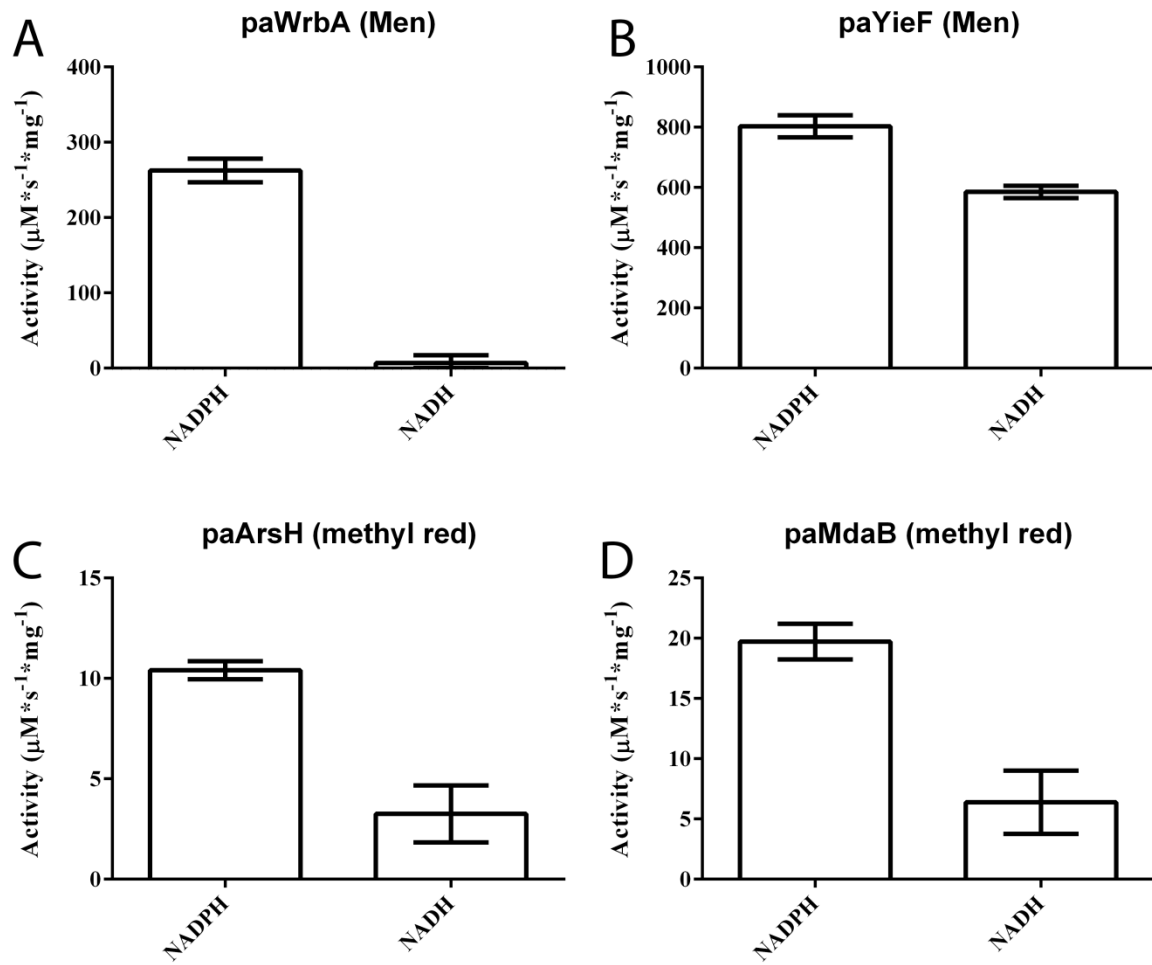 A
paWrbA (Men)
Activity (μM*s⁻¹*mg⁻¹)
400
300
200
100
0
NADPH
NADH
B
paYieF (Men)
Activity (μM*s⁻¹*mg⁻¹)
1000
800
600
400
200
0
NADPH
NADH
C
paArsH (methyl red)
Activity (μM*s⁻¹*mg⁻¹)
15
10
5
0
NADPH
NADH
D
paMdaB (methyl red)
Activity (μM*s⁻¹*mg⁻¹)
25
20
15
10
5
0
NADPH
NADH